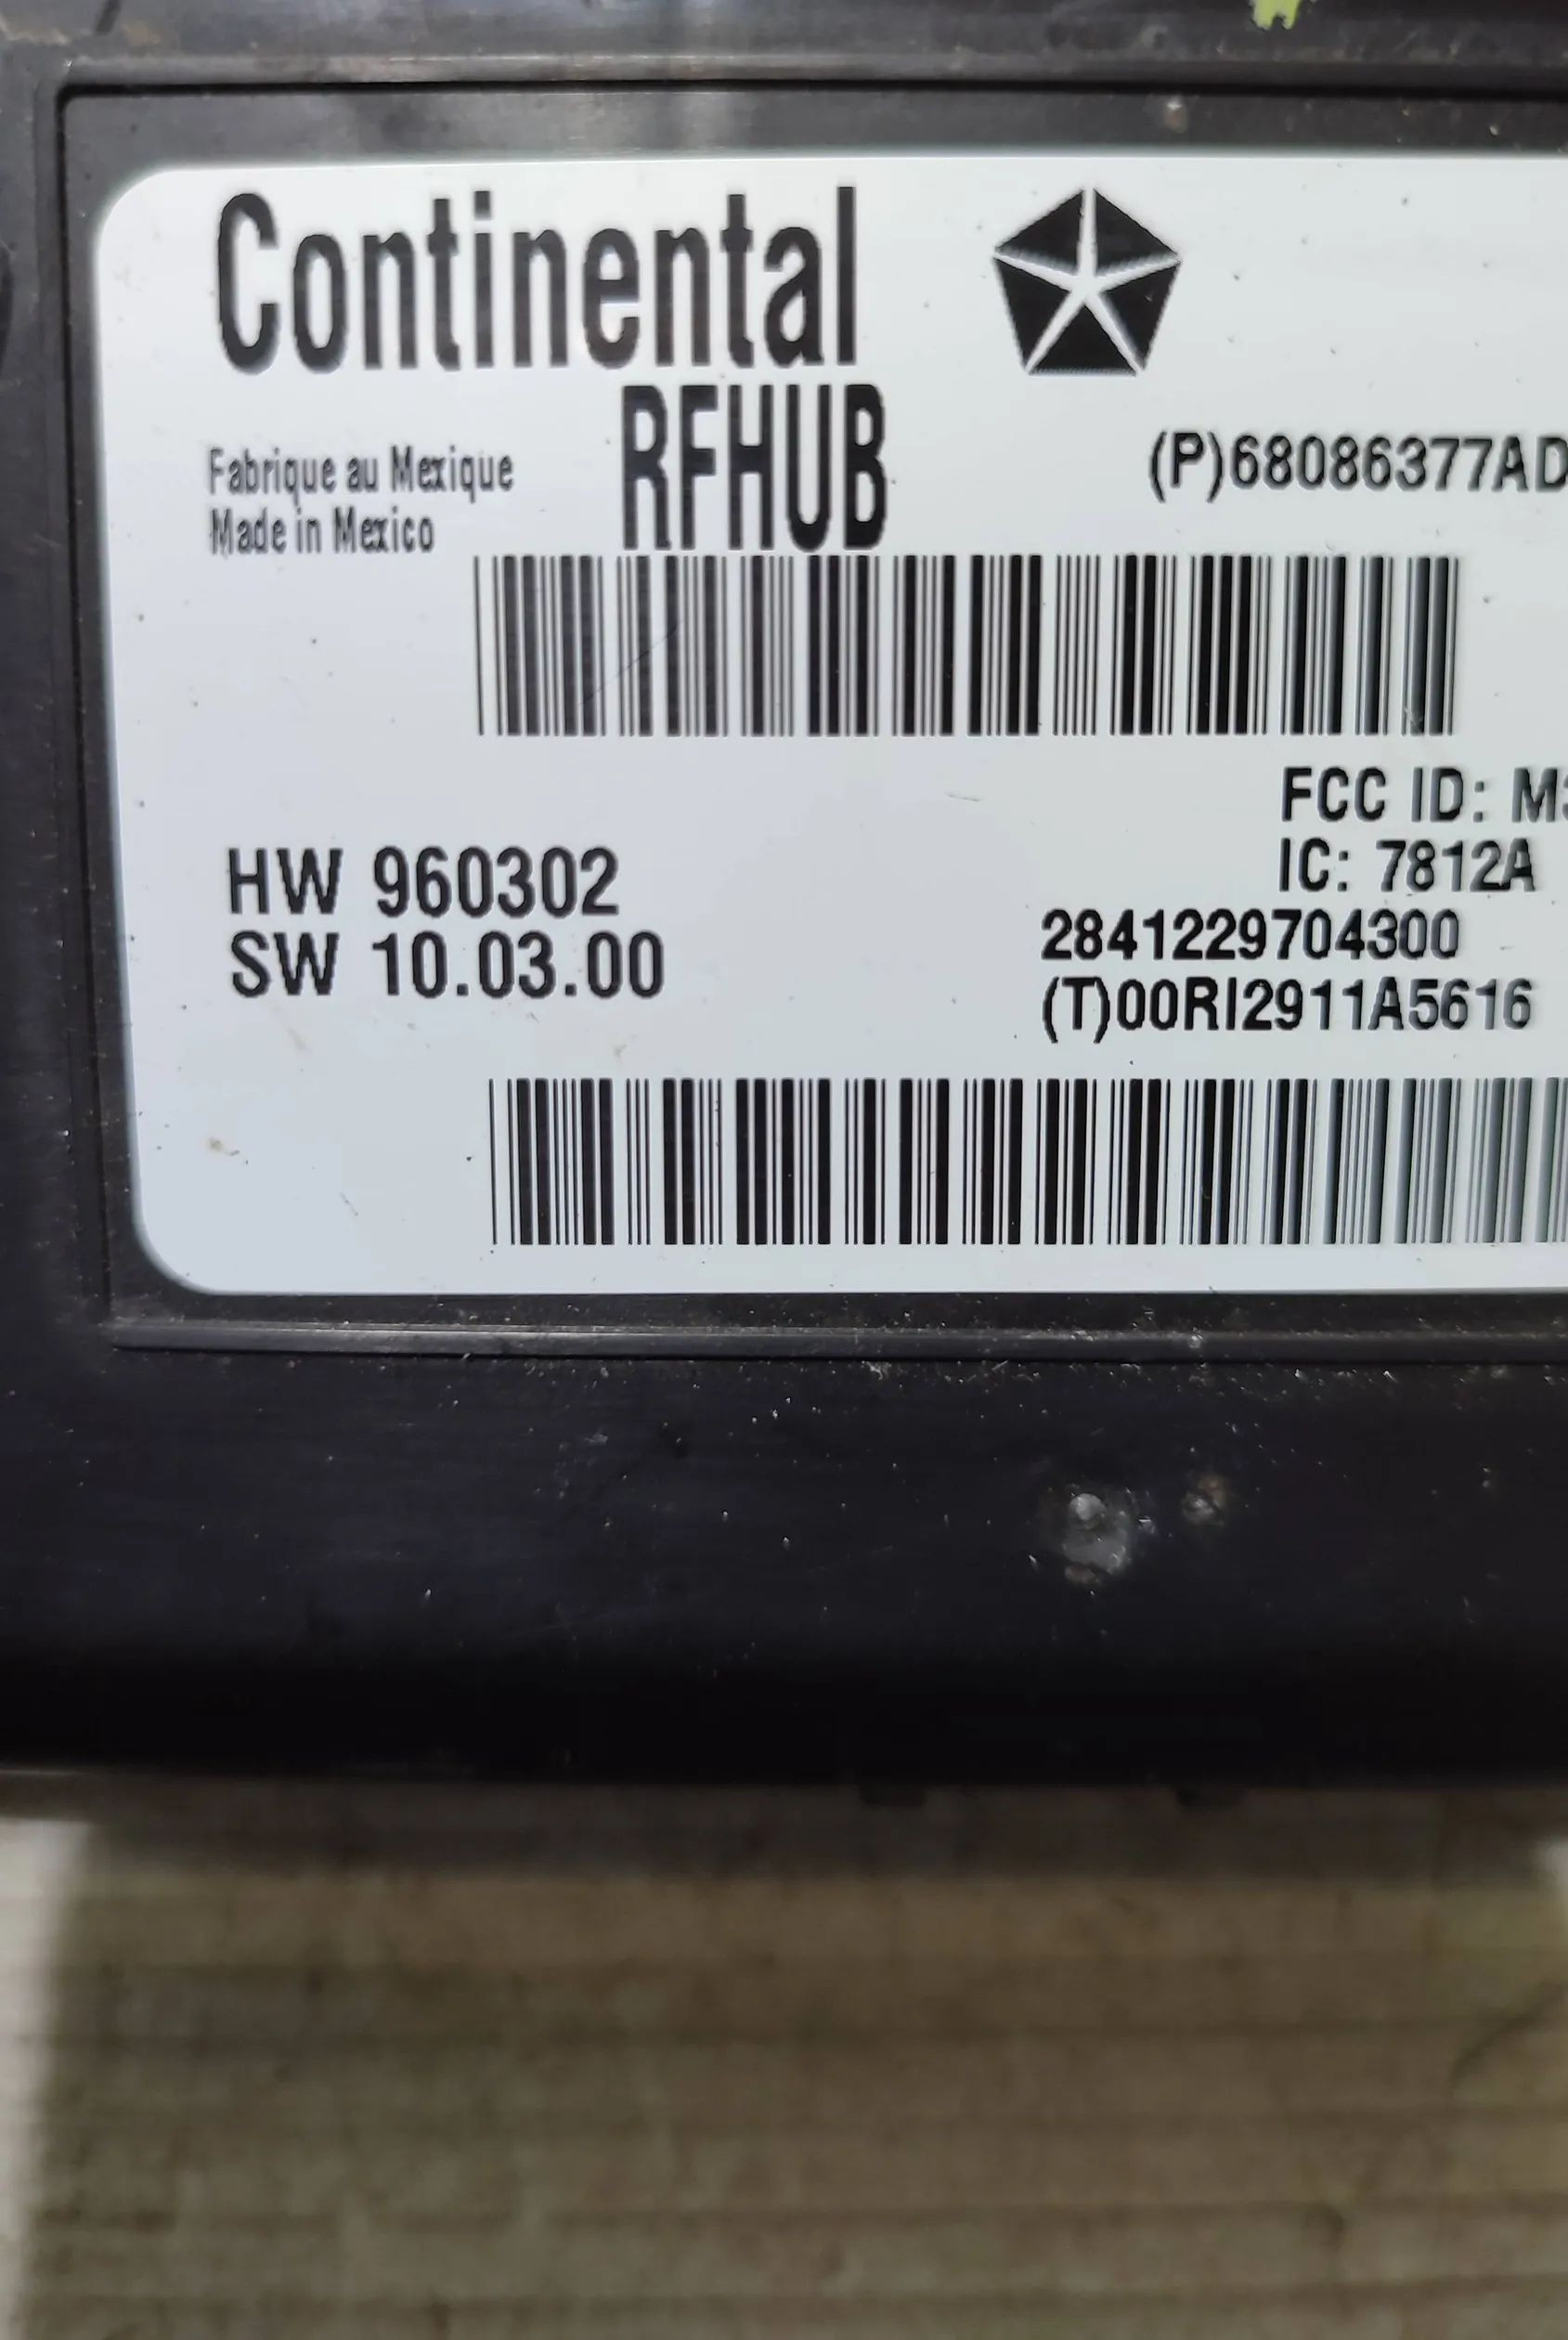 Continental
RFHUB
Fabrique au Mexique
Made in Mexico
(P)68086377AD
FCC ID:
IC: 7812A
HW 960302
SW 10.03.00
2841229704300
(T)00RI2911A5616